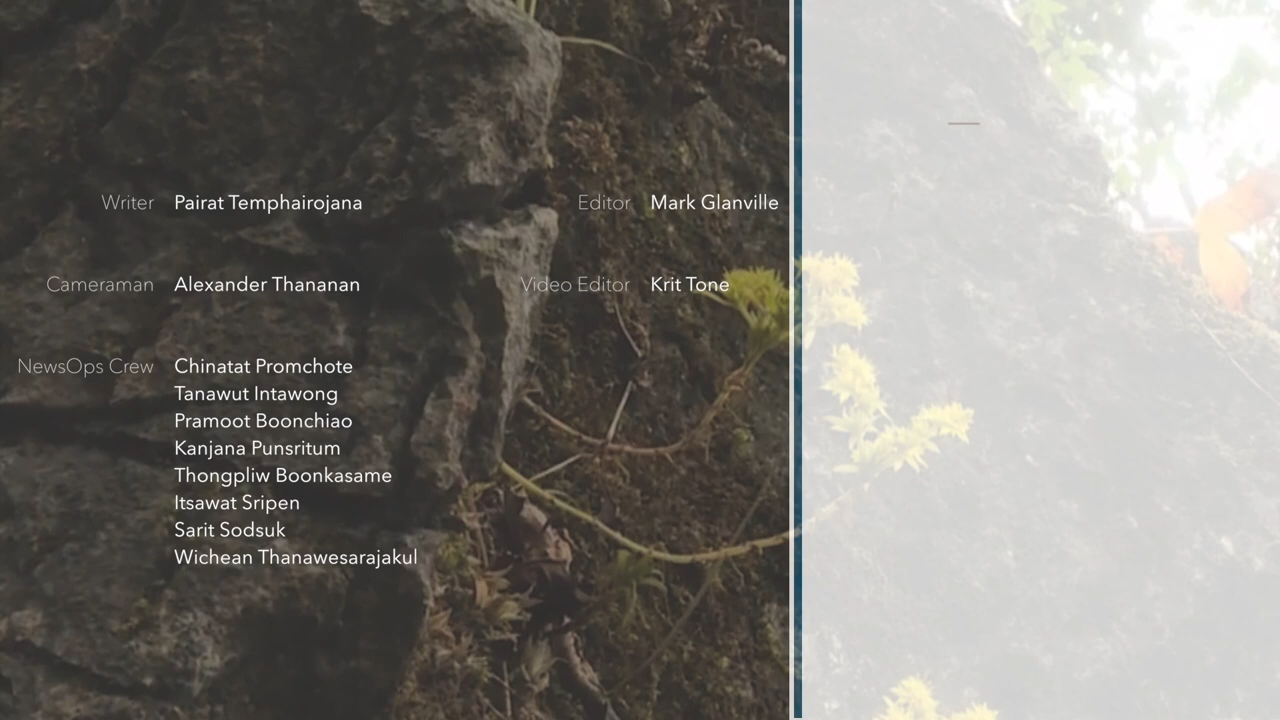 Writer Pairat Temphairojana
Editor Mark Glanville
Cameraman Alexander Thananan
Video Editor Krit Tone
NewsOps Crew Chinatat Promchote
Tanawut Intawong
Pramoot Boonchiao
Kanjana Punsritum
Thongpliw Boonkasame
Itsawat Sripen
Sarit Sodsuk
Wichean Thanawesarajakul